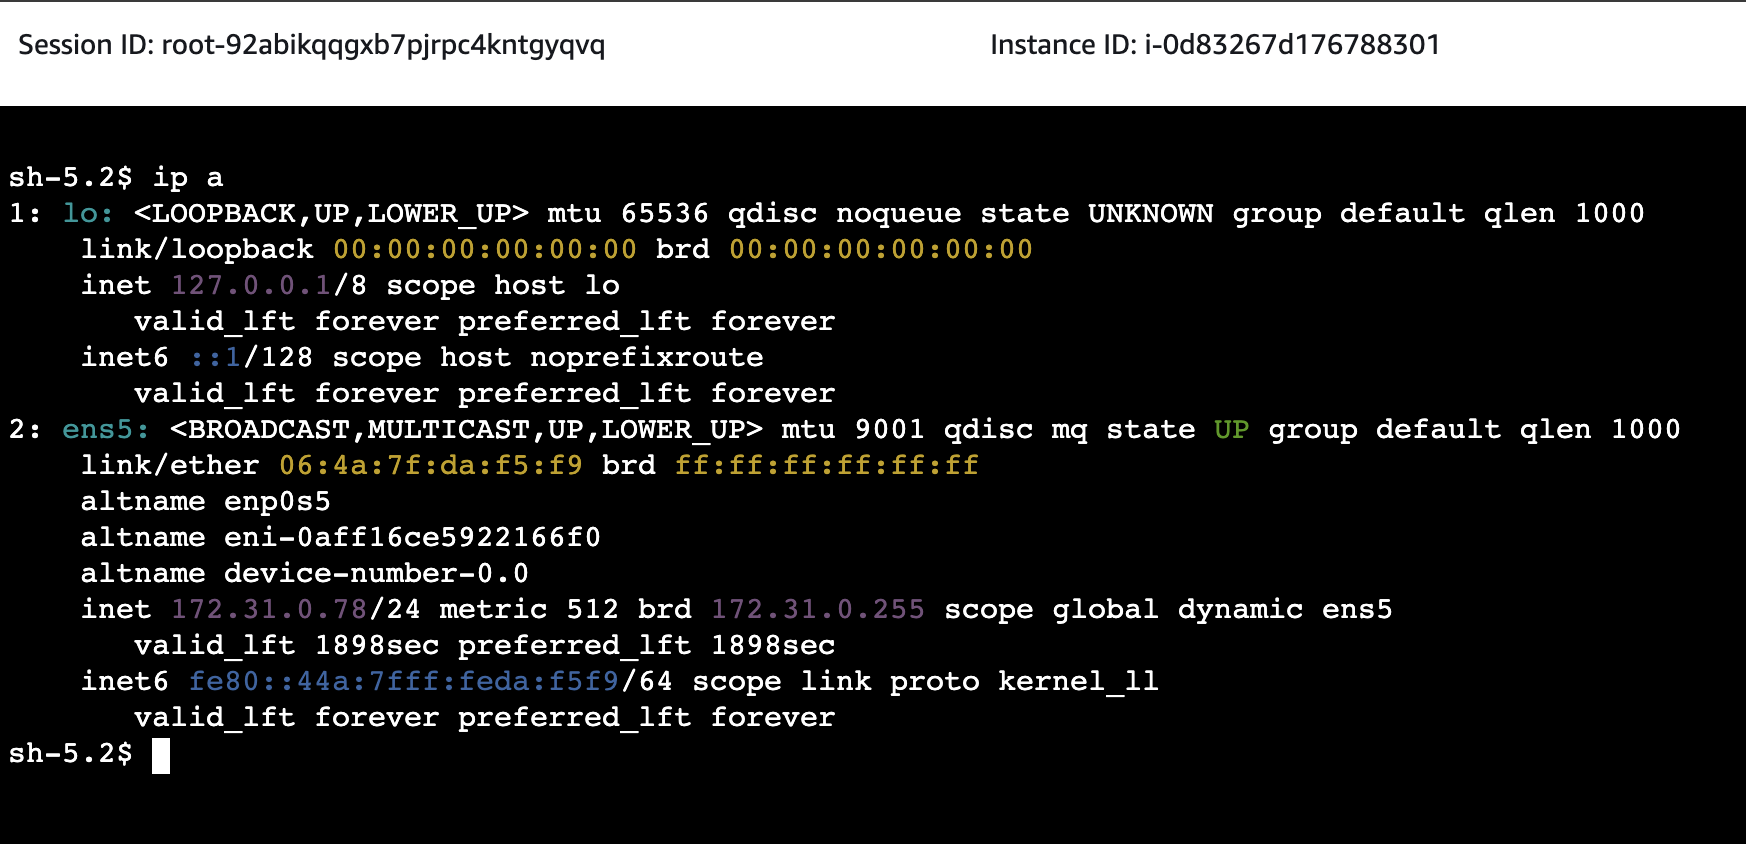 Session ID: root-92abikqqgxb7pjrpc4kntgyqvq Instance ID: i-0d83267d176788301
sh-5.2$ ip a
1: lo: <LOOPBACK,UP,LOWER_UP> mtu 65536 qdisc noqueue state UNKNOWN group default qlen 1000
    link/loopback 00:00:00:00:00:00 brd 00:00:00:00:00:00
    inet 127.0.0.1/8 scope host lo
       valid_lft forever preferred_lft forever
    inet6 ::1/128 scope host noprefixroute
       valid_lft forever preferred_lft forever
2: ens5: <BROADCAST,MULTICAST,UP,LOWER_UP> mtu 9001 qdisc mq state UP group default qlen 1000
    link/ether 06:4a:7f:da:f5:f9 brd ff:ff:ff:ff:ff:ff
    altname enp0s5
    altname eni-0aff16ce5922166f0
    altname device-number-0.0
    inet 172.31.0.78/24 metric 512 brd 172.31.0.255 scope global dynamic ens5
       valid_lft 1898sec preferred_lft 1898sec
    inet6 fe80::44a:7fff:feda:f5f9/64 scope link proto kernel_ll
       valid_lft forever preferred_lft forever
sh-5.2$